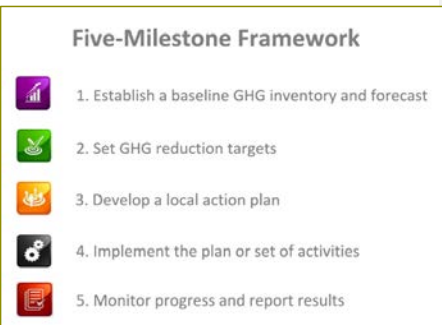 Five-Milestone Framework
1. Establish a baseline GHG inventory and forecast
2. Set GHG reduction targets
3. Develop a local action plan
4. Implement the plan or set of activities
5. Monitor progress and report results